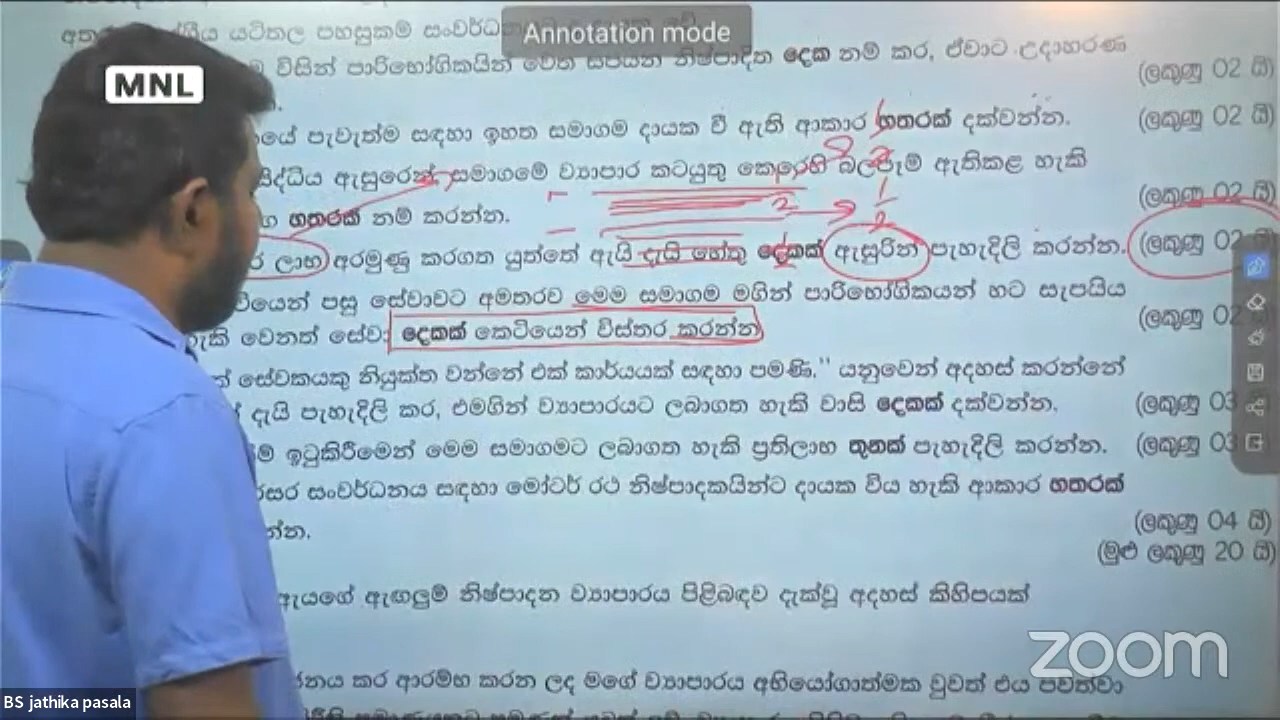 Annotation mode
MNL
යටිතල පහසුකම්
විසින් පාරිභෝගිකයින් වෙත සපයන නිෂ්පාදිත දෙක නම් කර, ඒවාට උදාහරණ
(ලකුණු 02 යි)
පැවැත්ම සඳහා ඉහත සමාගම දායක වී ඇති ආකාර හතරක් දක්වන්න. (ලකුණු 02 යි)
ඇසුරෙන් සමාගමේ ව්‍යාපාර කටයුතු කෙරෙහි බලපෑම් ඇතිකළ හැකි
(ලකුණු 02 යි)
හතරක් නම් කරන්න.
ලාභ අරමුණු කරගත යුත්තේ ඇයි දැයි හේතු දෙකක් ඇසුරින් පැහැදිලි කරන්න. (ලකුණු 02
පසු සේවාවට අමතරව මෙම සමාගම මගින් පාරිභෝගිකයන් හට සැපයිය
හැකි වෙනත් සේවා දෙකක් කෙටියෙන් විස්තර කරන්න (ලකුණු 02
සේවකයකු නියුක්ත වන්නේ එක් කාර්යයක් සඳහා පමණි." යනුවෙන් අදහස් කරන්නේ
දැයි පැහැදිලි කර, එමගින් ව්‍යාපාරයට ලබාගත හැකි වාසි දෙකක් දක්වන්න. (ලකුණු 03
ඉටුකිරීමෙන් මෙම සමාගමට ලබාගත හැකි ප්‍රතිලාභ තුනක් පැහැදිලි කරන්න. (ලකුණු 03
සංවර්ධනය සඳහා මෝටර් රථ නිෂ්පාදකයින්ට දායක විය හැකි ආකාර හතරක්
(ලකුණු 04 යි)
(මුළු ලකුණු 20 යි)
ඇයගේ ඇඟලුම් නිෂ්පාදන ව්‍යාපාරය පිළිබඳව දැක්වූ අදහස් කිහිපයක්
zoom
කර ආරම්භ කරන ලද මගේ ව්‍යාපාරය අභියෝගාත්මක වුවත් එය පවත්වා
BS jathika pasala